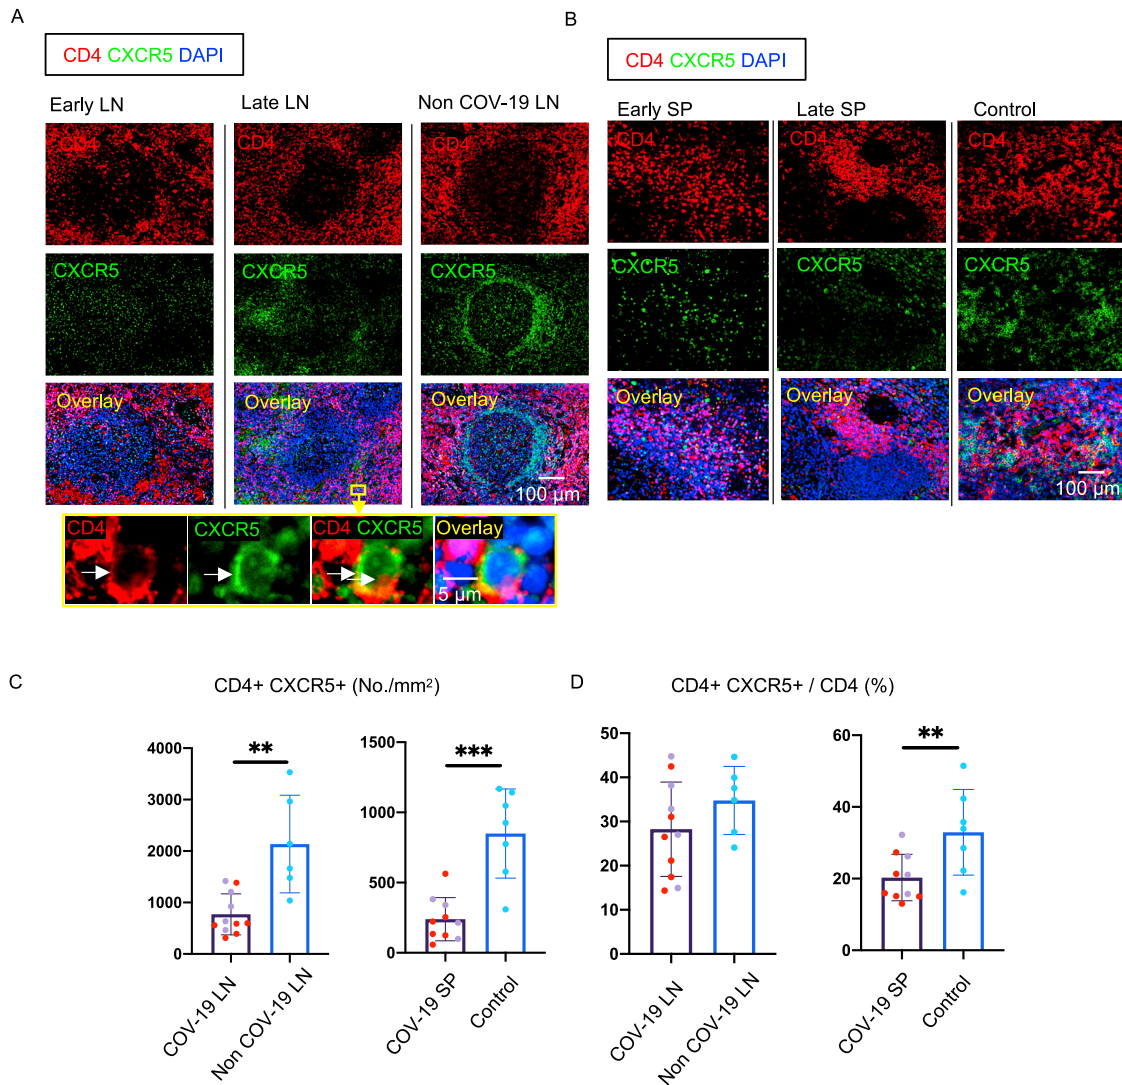 A
CD4 CXCR5 DAPI
Early LN
Late LN
Non COV-19 LN
CD4
CD4
CD4
CXCR5
CXCR5
CXCR5
Overlay
Overlay
Overlay
100 μm
CD4
CXCR5
CD4 CXCR5
Overlay
5 μm
B
CD4 CXCR5 DAPI
Early SP
Late SP
Control
CD4
CD4
CD4
CXCR5
CXCR5
CXCR5
Overlay
Overlay
Overlay
100 μm
C
CD4+ CXCR5+ (No./mm²)
4000
3000
2000
1000
0
**
COV-19 LN
Non COV-19 LN
1500
1000
500
0
***
COV-19 SP
Control
D
CD4+ CXCR5+ / CD4 (%)
50
40
30
20
10
0
COV-19 LN
Non COV-19 LN
60
40
20
0
**
COV-19 SP
Control